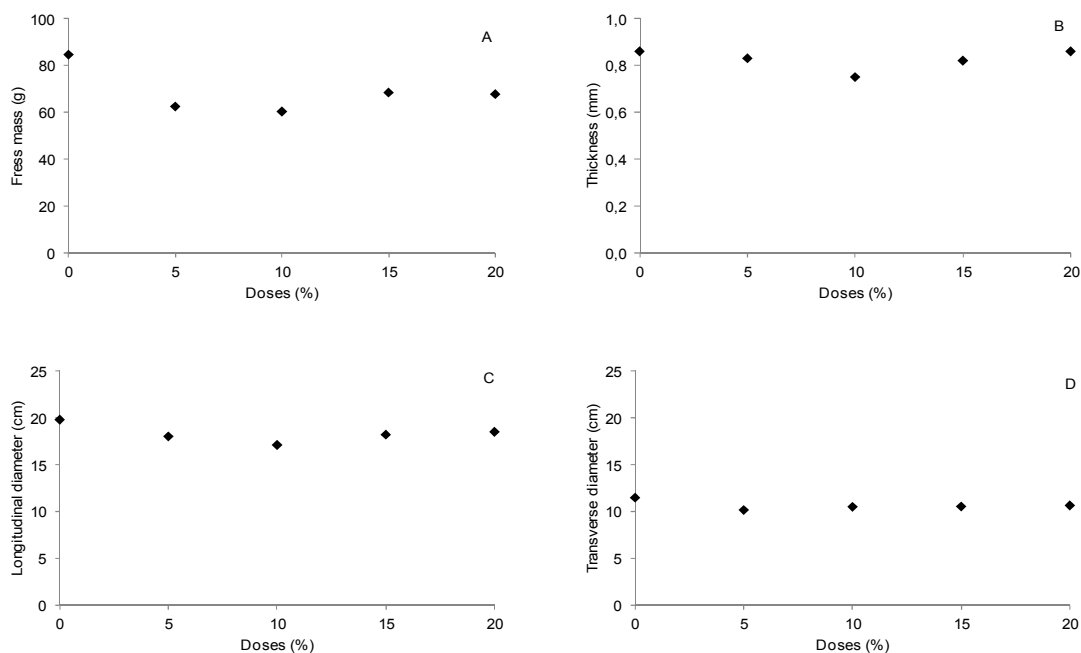 A
Fress mass (g)
100
80
60
40
20
0
0 5 10 15 20
Doses (%)
B
Thickness (mm)
1,0
0,8
0,6
0,4
0,2
0,0
0 5 10 15 20
Doses (%)
C
Longitudinal diameter (cm)
25
20
15
10
5
0
0 5 10 15 20
Doses (%)
D
Transverse diameter (cm)
25
20
15
10
5
0
0 5 10 15 20
Doses (%)